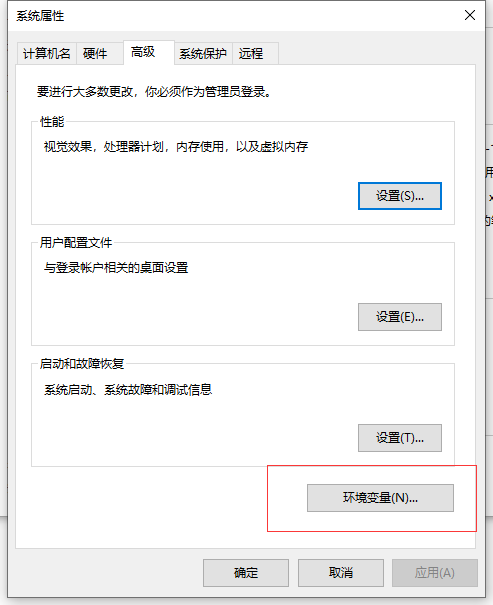 系统属性
计算机名 硬件 高级 系统保护 远程
要进行大多数更改，你必须作为管理员登录。
性能
视觉效果，处理器计划，内存使用，以及虚拟内存
设置(S)...
用户配置文件
与登录帐户相关的桌面设置
设置(E)...
启动和故障恢复
系统启动、系统故障和调试信息
设置(T)...
环境变量(N)...
确定 取消 应用(A)